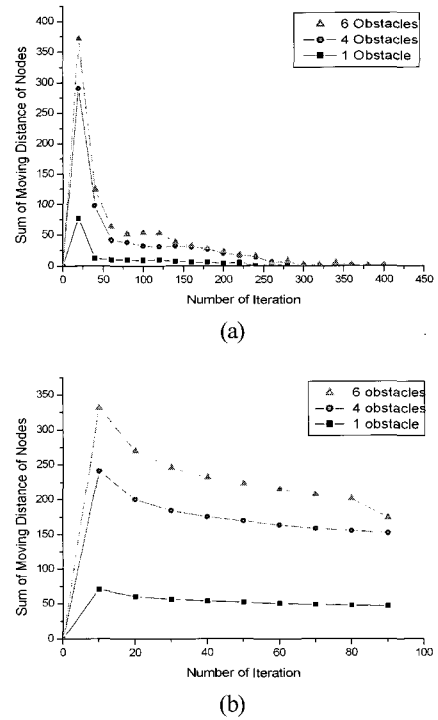 Sum of Moving Distance of Nodes
400
350
300
250
200
150
100
50
0
6 Obstacles
4 Obstacles
1 Obstacle
0 50 100 150 200 250 300 350 400 450
Number of Iteration
(a)
Sum of Moving Distance of Nodes
350
300
250
200
150
100
50
0
6 obstacles
4 obstacles
1 obstacle
0 20 40 60 80 100
Number of Iteration
(b)